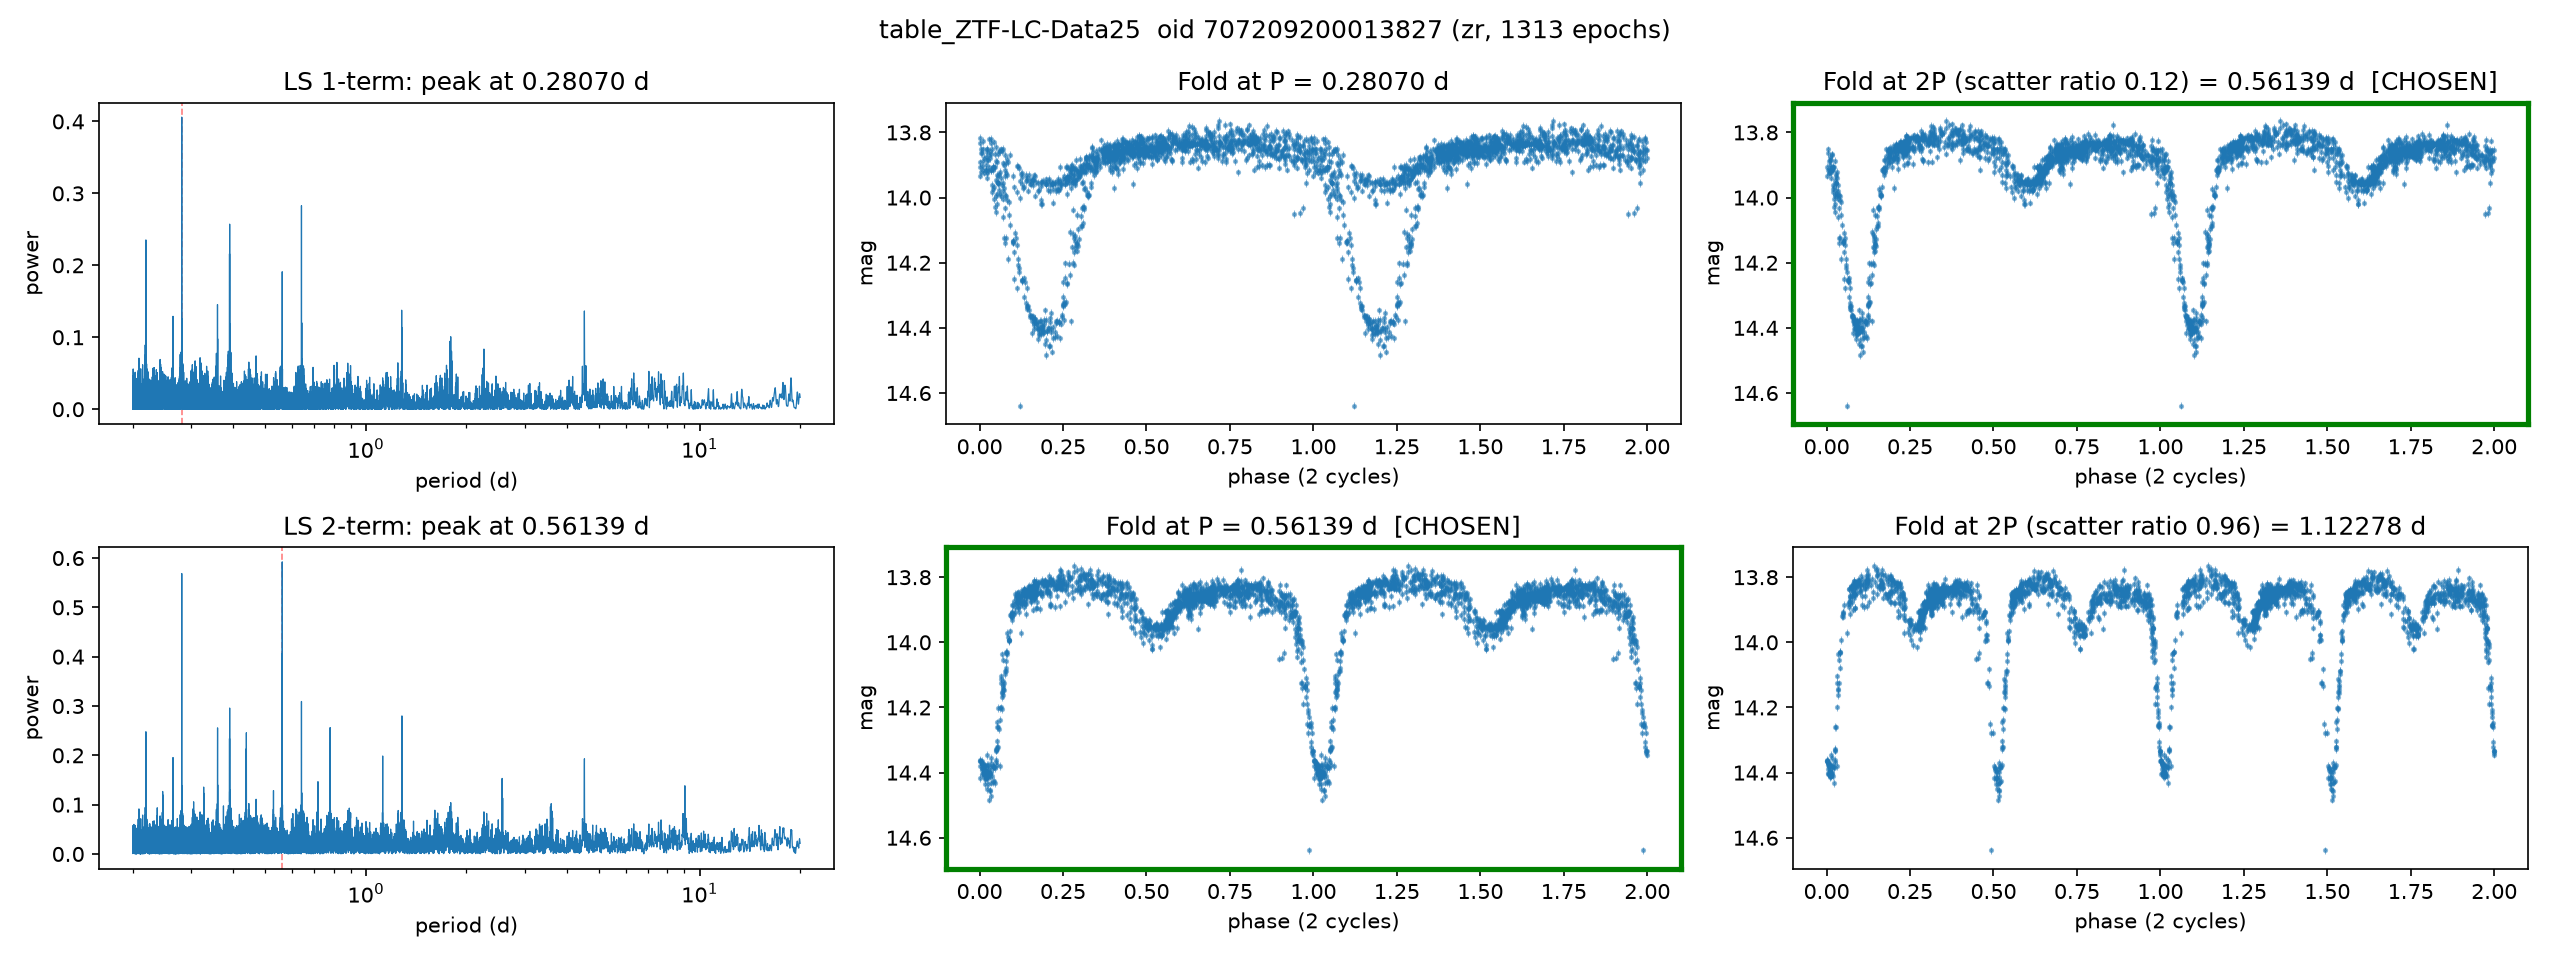 table_ZTF-LC-Data25  oid 707209200013827 (zr, 1313 epochs)
LS 1-term: peak at 0.28070 d
power
0.4
0.3
0.2
0.1
0.0
10⁰
10¹
period (d)
Fold at P = 0.28070 d
mag
13.8
14.0
14.2
14.4
14.6
0.00 0.25 0.50 0.75 1.00 1.25 1.50 1.75 2.00
phase (2 cycles)
Fold at 2P (scatter ratio 0.12) = 0.56139 d  [CHOSEN]
mag
13.8
14.0
14.2
14.4
14.6
0.00 0.25 0.50 0.75 1.00 1.25 1.50 1.75 2.00
phase (2 cycles)
LS 2-term: peak at 0.56139 d
power
0.6
0.5
0.4
0.3
0.2
0.1
0.0
10⁰
10¹
period (d)
Fold at P = 0.56139 d  [CHOSEN]
mag
13.8
14.0
14.2
14.4
14.6
0.00 0.25 0.50 0.75 1.00 1.25 1.50 1.75 2.00
phase (2 cycles)
Fold at 2P (scatter ratio 0.96) = 1.12278 d
mag
13.8
14.0
14.2
14.4
14.6
0.00 0.25 0.50 0.75 1.00 1.25 1.50 1.75 2.00
phase (2 cycles)